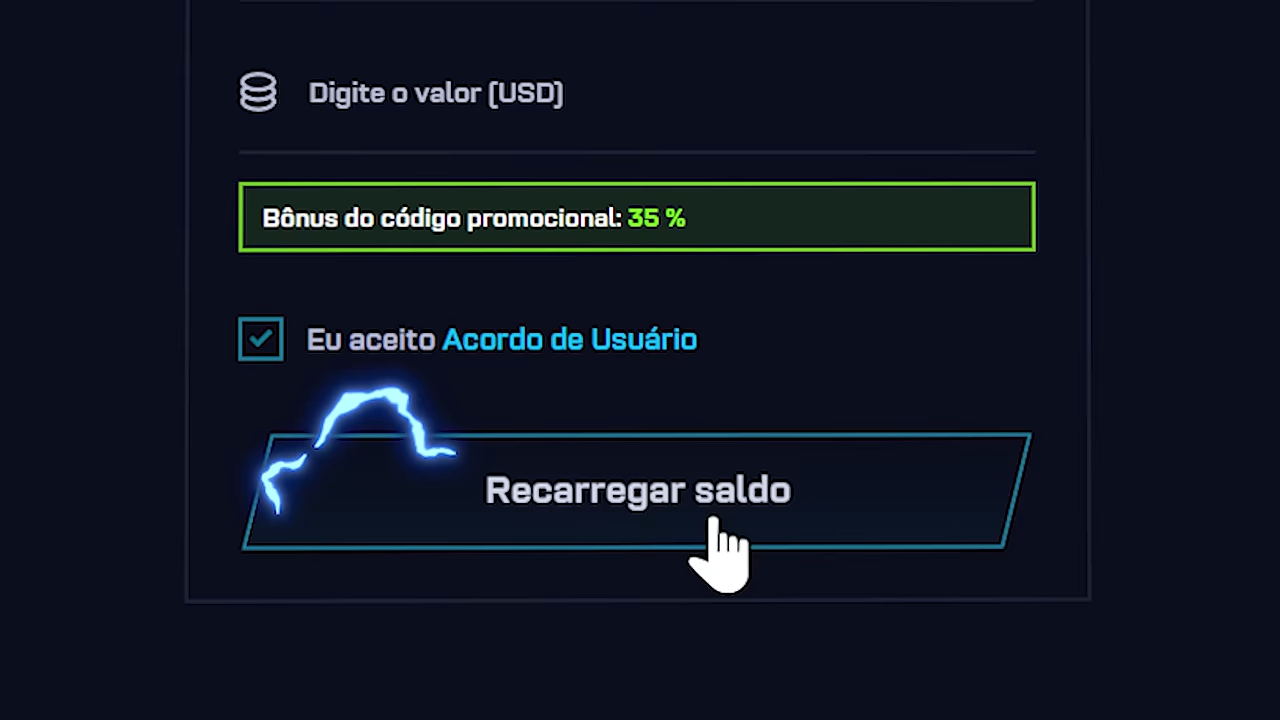 Digite o valor (USD)
Bônus do código promocional: 35 %
Eu aceito Acordo de Usuário
Recarregar saldo